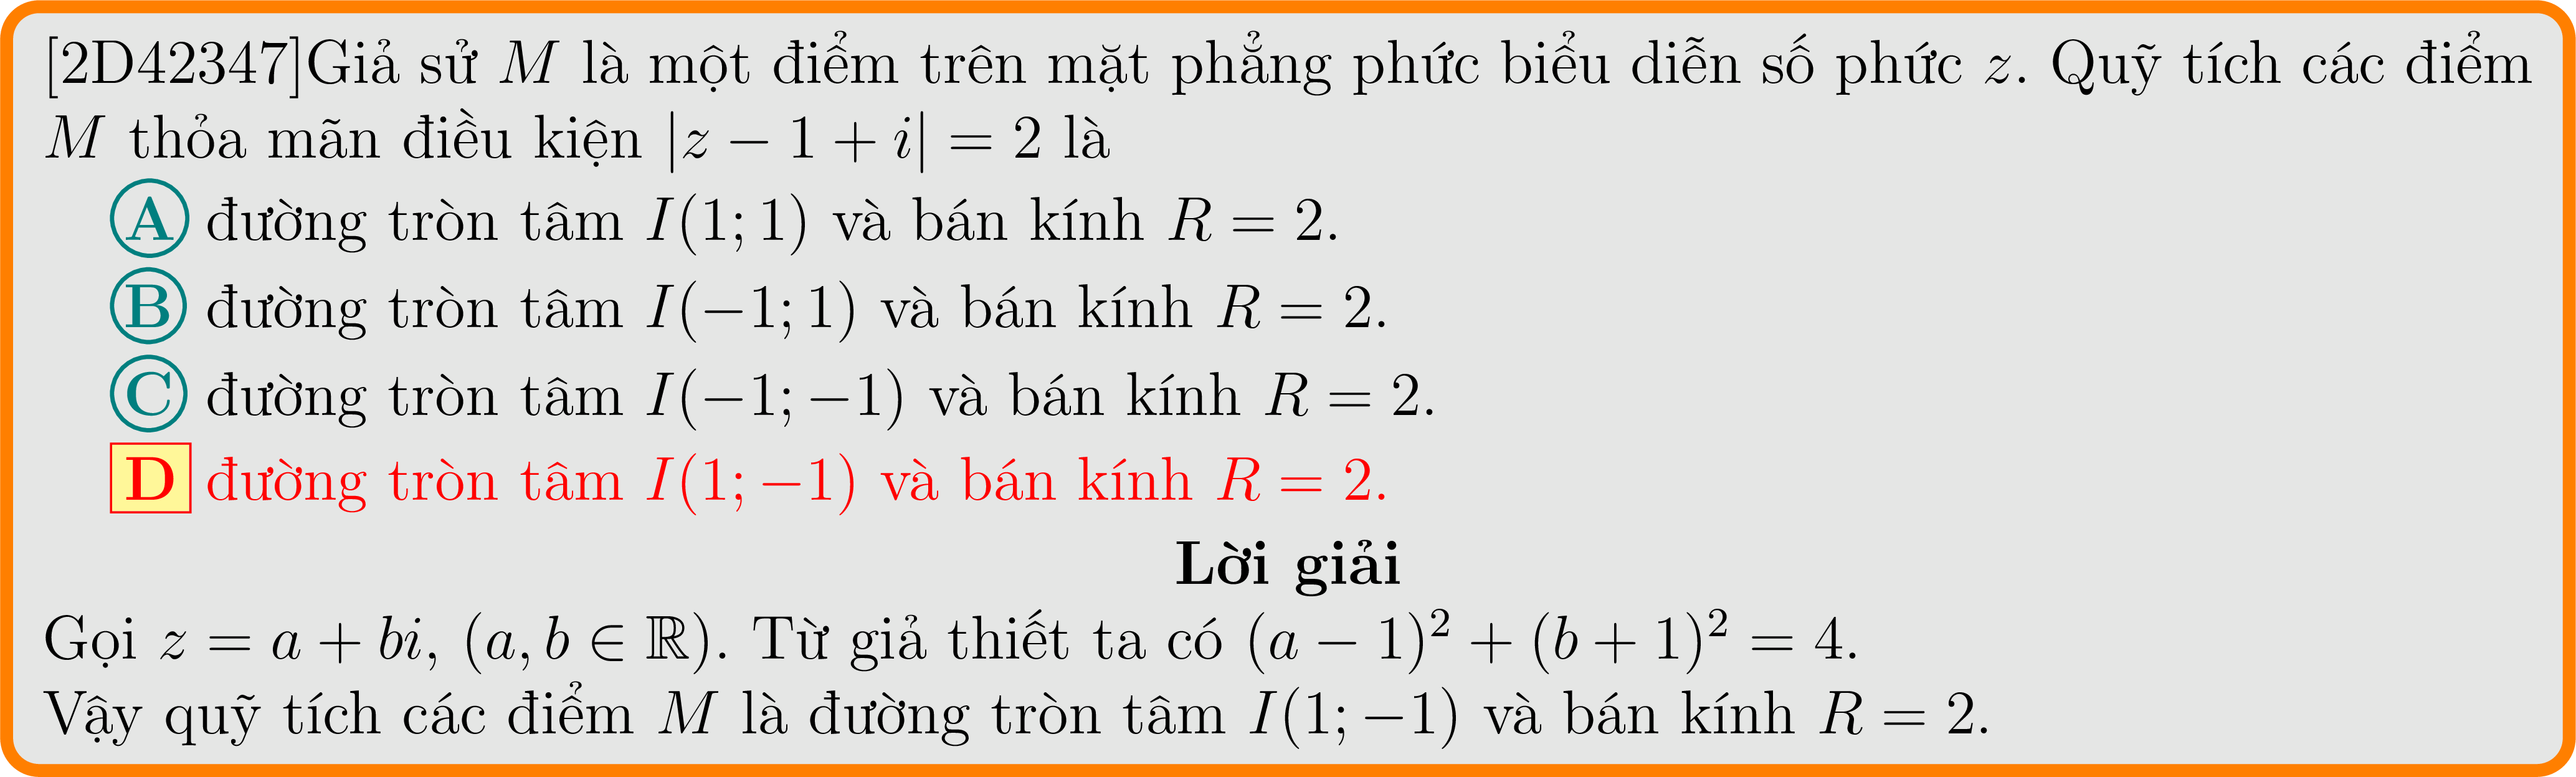 [2D42347]Giả sử M là một điểm trên mặt phẳng phức biểu diễn số phức z. Quỹ tích các điểm
M thỏa mãn điều kiện |z − 1 + i| = 2 là
A đường tròn tâm I(1; 1) và bán kính R = 2.
B đường tròn tâm I(−1; 1) và bán kính R = 2.
C đường tròn tâm I(−1; −1) và bán kính R = 2.
D đường tròn tâm I(1; −1) và bán kính R = 2.
Lời giải
Gọi z = a + bi, (a, b ∈ ℝ). Từ giả thiết ta có (a − 1)² + (b + 1)² = 4.
Vậy quỹ tích các điểm M là đường tròn tâm I(1; −1) và bán kính R = 2.